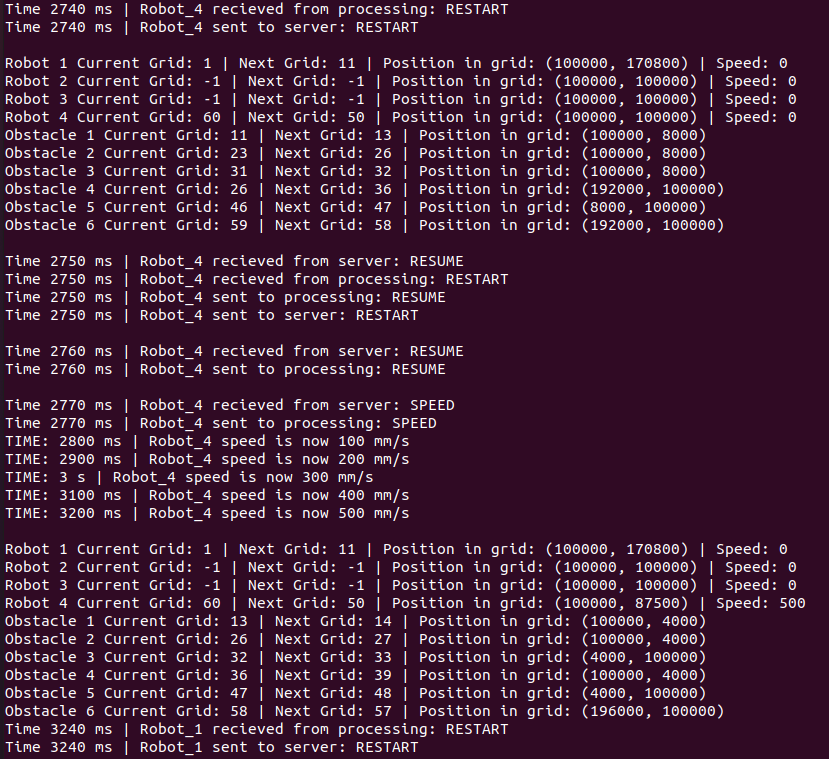 Time 2740 ms | Robot_4 recieved from processing: RESTART
Time 2740 ms | Robot_4 sent to server: RESTART
Robot 1 Current Grid: 1 | Next Grid: 11 | Position in grid: (100000, 170800) | Speed: 0
Robot 2 Current Grid: -1 | Next Grid: -1 | Position in grid: (100000, 100000) | Speed: 0
Robot 3 Current Grid: -1 | Next Grid: -1 | Position in grid: (100000, 100000) | Speed: 0
Robot 4 Current Grid: 60 | Next Grid: 50 | Position in grid: (100000, 100000) | Speed: 0
Obstacle 1 Current Grid: 11 | Next Grid: 13 | Position in grid: (100000, 8000)
Obstacle 2 Current Grid: 23 | Next Grid: 26 | Position in grid: (100000, 8000)
Obstacle 3 Current Grid: 31 | Next Grid: 32 | Position in grid: (100000, 8000)
Obstacle 4 Current Grid: 26 | Next Grid: 36 | Position in grid: (192000, 100000)
Obstacle 5 Current Grid: 46 | Next Grid: 47 | Position in grid: (8000, 100000)
Obstacle 6 Current Grid: 59 | Next Grid: 58 | Position in grid: (192000, 100000)
Time 2750 ms | Robot_4 recieved from server: RESUME
Time 2750 ms | Robot_4 recieved from processing: RESTART
Time 2750 ms | Robot_4 sent to processing: RESUME
Time 2750 ms | Robot_4 sent to server: RESTART
Time 2760 ms | Robot_4 recieved from server: RESUME
Time 2760 ms | Robot_4 sent to processing: RESUME
Time 2770 ms | Robot_4 recieved from server: SPEED
Time 2770 ms | Robot_4 sent to processing: SPEED
TIME: 2800 ms | Robot_4 speed is now 100 mm/s
TIME: 2900 ms | Robot_4 speed is now 200 mm/s
TIME: 3 s | Robot_4 speed is now 300 mm/s
TIME: 3100 ms | Robot_4 speed is now 400 mm/s
TIME: 3200 ms | Robot_4 speed is now 500 mm/s
Robot 1 Current Grid: 1 | Next Grid: 11 | Position in grid: (100000, 170800) | Speed: 0
Robot 2 Current Grid: -1 | Next Grid: -1 | Position in grid: (100000, 100000) | Speed: 0
Robot 3 Current Grid: -1 | Next Grid: -1 | Position in grid: (100000, 100000) | Speed: 0
Robot 4 Current Grid: 60 | Next Grid: 50 | Position in grid: (100000, 87500) | Speed: 500
Obstacle 1 Current Grid: 13 | Next Grid: 14 | Position in grid: (100000, 4000)
Obstacle 2 Current Grid: 26 | Next Grid: 27 | Position in grid: (100000, 4000)
Obstacle 3 Current Grid: 32 | Next Grid: 33 | Position in grid: (4000, 100000)
Obstacle 4 Current Grid: 36 | Next Grid: 39 | Position in grid: (100000, 4000)
Obstacle 5 Current Grid: 47 | Next Grid: 48 | Position in grid: (4000, 100000)
Obstacle 6 Current Grid: 58 | Next Grid: 57 | Position in grid: (196000, 100000)
Time 3240 ms | Robot_1 recieved from processing: RESTART
Time 3240 ms | Robot_1 sent to server: RESTART